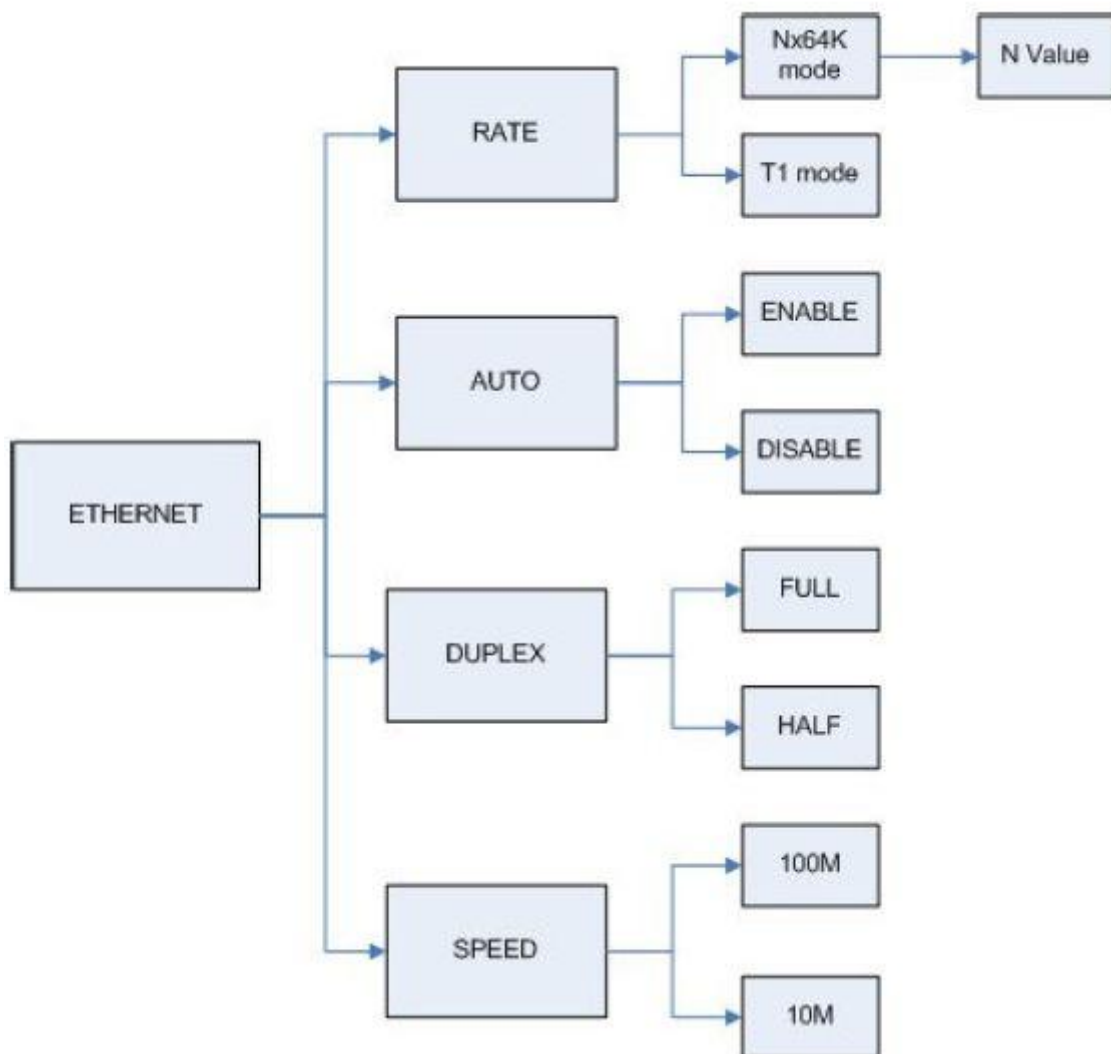 Nx64K
mode
N Value
RATE
T1 mode
ENABLE
AUTO
DISABLE
ETHERNET
FULL
DUPLEX
HALF
100M
SPEED
10M